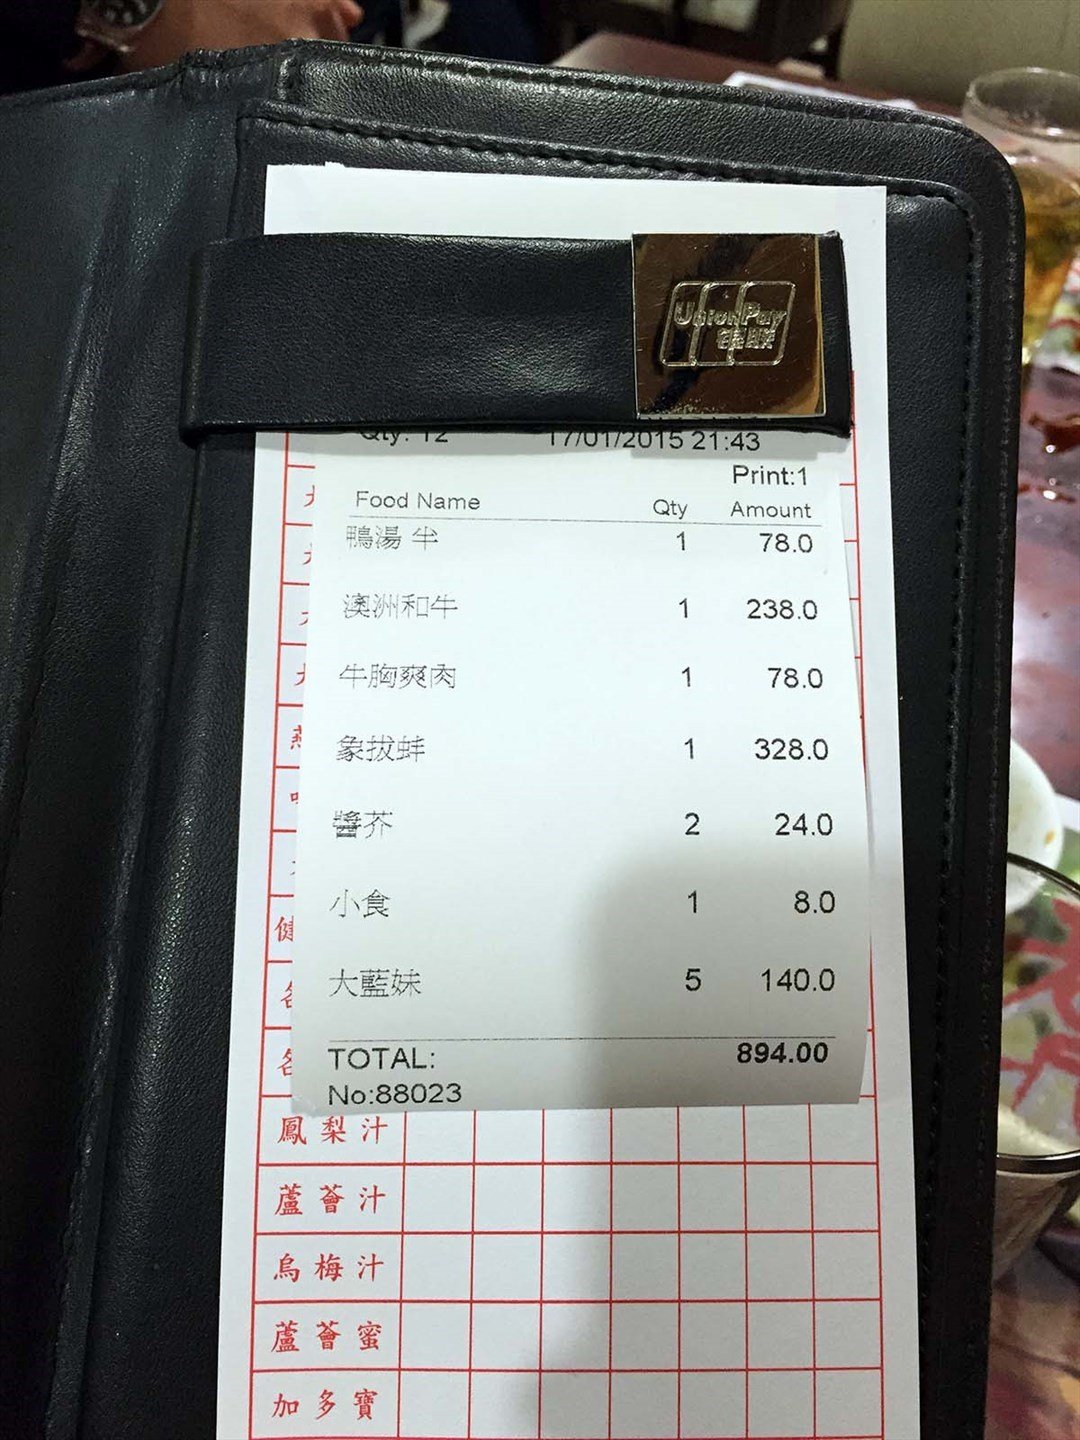 UnionPay
银联
Qty: 12 17/01/2015 21:43
Print:1
Food Name Qty Amount
鴨湯 半 1 78.0
澳洲和牛 1 238.0
牛胸爽肉 1 78.0
象拔蚌 1 328.0
醬芥 2 24.0
小食 1 8.0
大藍妹 5 140.0
TOTAL: 894.00
No:88023
鳳梨汁
蘆薈汁
烏梅汁
蘆薈蜜
加多寶